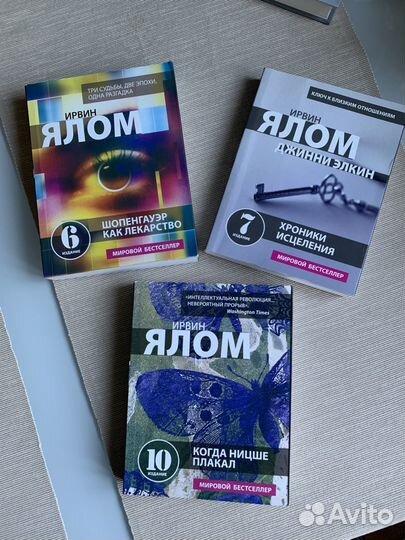 ТРИ СУДЬБЫ, ДВЕ ЭПОХИ,
ОДНА РАЗГАДКА
ИРВИН
ЯЛОМ
6
ИЗДАНИЕ
ШОПЕНГАУЭР
КАК ЛЕКАРСТВО
МИРОВОЙ БЕСТСЕЛЛЕР
КЛЮЧ К БЛИЗКИМ ОТНОШЕНИЯМ
ИРВИН
ЯЛОМ
ДЖИННИ ЭЛКИН
7
ИЗДАНИЕ
ХРОНИКИ
ИСЦЕЛЕНИЯ
МИРОВОЙ БЕСТСЕЛЛЕР
«ИНТЕЛЛЕКТУАЛЬНАЯ РЕВОЛЮЦИЯ...
НЕВЕРОЯТНЫЙ ПРОРЫВ».
Washington Times
ИРВИН
ЯЛОМ
10
ИЗДАНИЕ
КОГДА НИЦШЕ
ПЛАКАЛ
МИРОВОЙ БЕСТСЕЛЛЕР
Avito